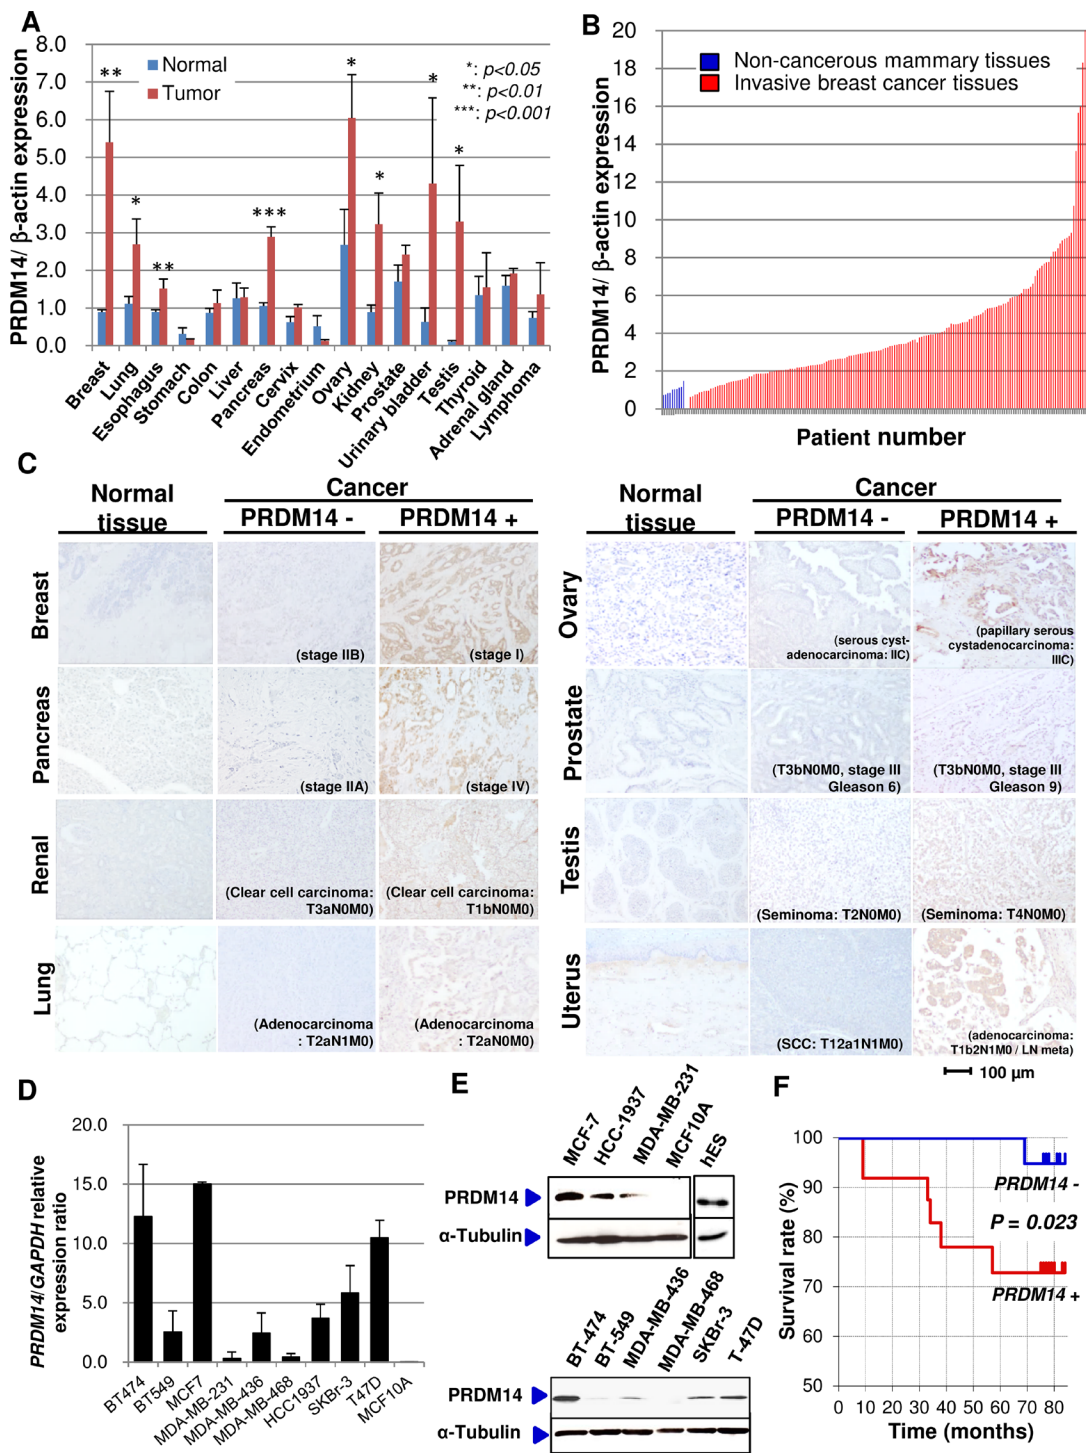 A
PRDM14/ β-actin expression
8.0
7.0
6.0
5.0
4.0
3.0
2.0
1.0
0.0
Normal
Tumor
*: p<0.05
**: p<0.01
***: p<0.001
**
*
**
***
*
*
*
*
Breast
Lung
Esophagus
Stomach
Colon
Liver
Pancreas
Cervix
Endometrium
Ovary
Kidney
Prostate
Urinary bladder
Testis
Thyroid
Adrenal gland
Lymphoma
B
PRDM14/ β-actin expression
20
18
16
14
12
10
8
6
4
2
0
Non-cancerous mammary tissues
Invasive breast cancer tissues
Patient number
C
Normal tissue
Cancer
PRDM14 -
PRDM14 +
Breast
(stage IIB)
(stage I)
Pancreas
(stage IIA)
(stage IV)
Renal
(Clear cell carcinoma:
T3aN0M0)
(Clear cell carcinoma:
T1bN0M0)
Lung
(Adenocarcinoma
: T2aN1M0)
(Adenocarcinoma
: T2aN0M0)
Normal tissue
Cancer
PRDM14 -
PRDM14 +
Ovary
(serous cyst-
adenocarcinoma: IIC)
(papillary serous
cystadenocarcinoma:
IIIC)
Prostate
(T3bN0M0, stage III
Gleason 6)
(T3bN0M0, stage III
Gleason 9)
Testis
(Seminoma: T2N0M0)
(Seminoma: T4N0M0)
Uterus
(SCC: T12a1N1M0)
(adenocarcinoma:
T1b2N1M0 / LN meta)
100 μm
D
PRDM14/GAPDH relative
expression ratio
20.0
15.0
10.0
5.0
0.0
BT474
BT549
MCF7
MDA-MB-231
MDA-MB-436
MDA-MB-468
HCC1937
SKBr-3
T47D
MCF10A
E
MCF-7
HCC-1937
MDA-MB-231
MCF10A
hES
PRDM14
α-Tubulin
BT-474
BT-549
MDA-MB-436
MDA-MB-468
SKBr-3
T-47D
PRDM14
α-Tubulin
F
Survival rate (%)
100
90
80
70
60
50
PRDM14 -
P = 0.023
PRDM14 +
0
20
40
60
80
Time (months)